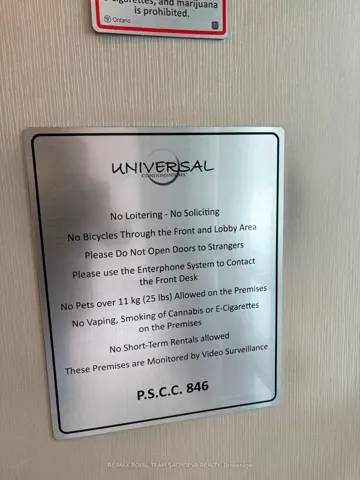 e-cigarettes, and marijuana
is prohibited.
Ontario
UNIVERSAL
CONDOMINIUMS
No Loitering - No Soliciting
No Bicycles Through the Front and Lobby Area
Please Do Not Open Doors to Strangers
Please use the Enterphone System to Contact
the Front Desk
No Pets over 11 kg (25 lbs) Allowed on the Premises
No Vaping, Smoking of Cannabis or E-Cigarettes
on the Premises
No Short-Term Rentals allowed
These Premises are Monitored by Video Surveillance
P.S.C.C. 846
RE/MAX ROYAL TEAM SACHDEVA REALTY, Brokerage